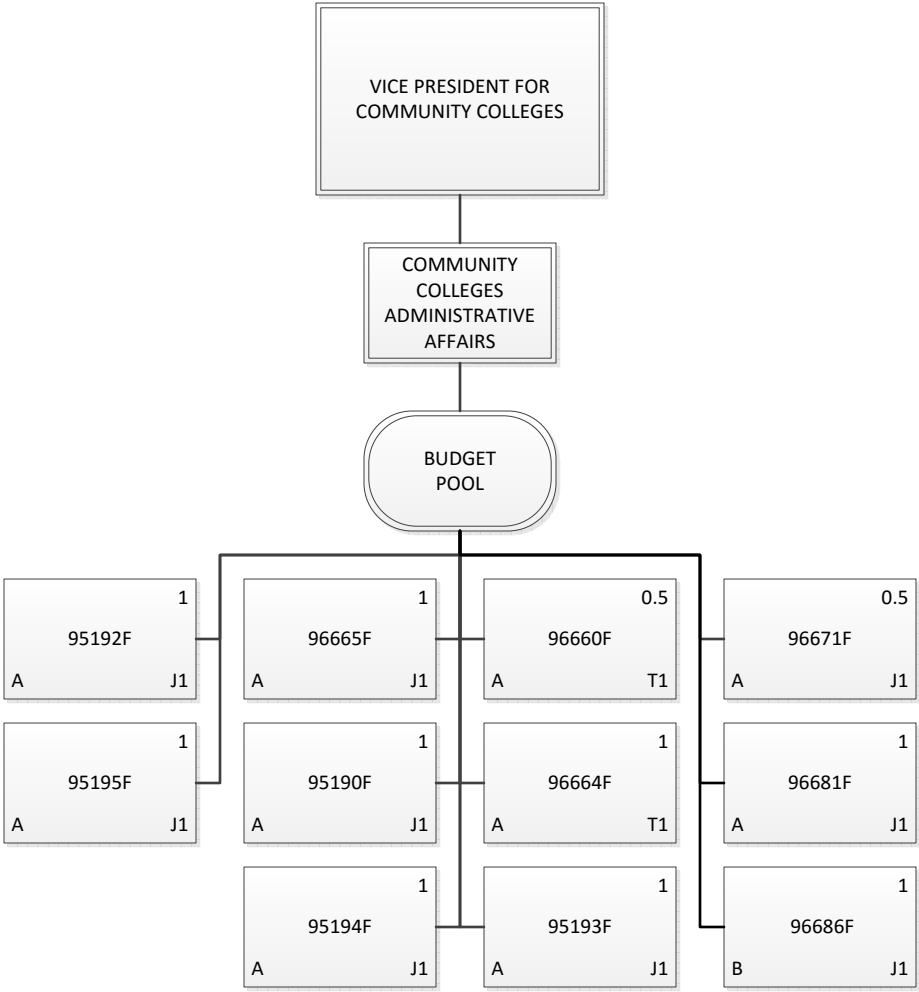 VICE PRESIDENT FOR
COMMUNITY COLLEGES
COMMUNITY
COLLEGES
ADMINISTRATIVE
AFFAIRS
BUDGET
POOL
1
95192F
A J1
1
96665F
A J1
0.5
96660F
A T1
0.5
96671F
A J1
1
95195F
A J1
1
95190F
A J1
1
96664F
A T1
1
96681F
A J1
1
95194F
A J1
1
95193F
A J1
1
96686F
B J1